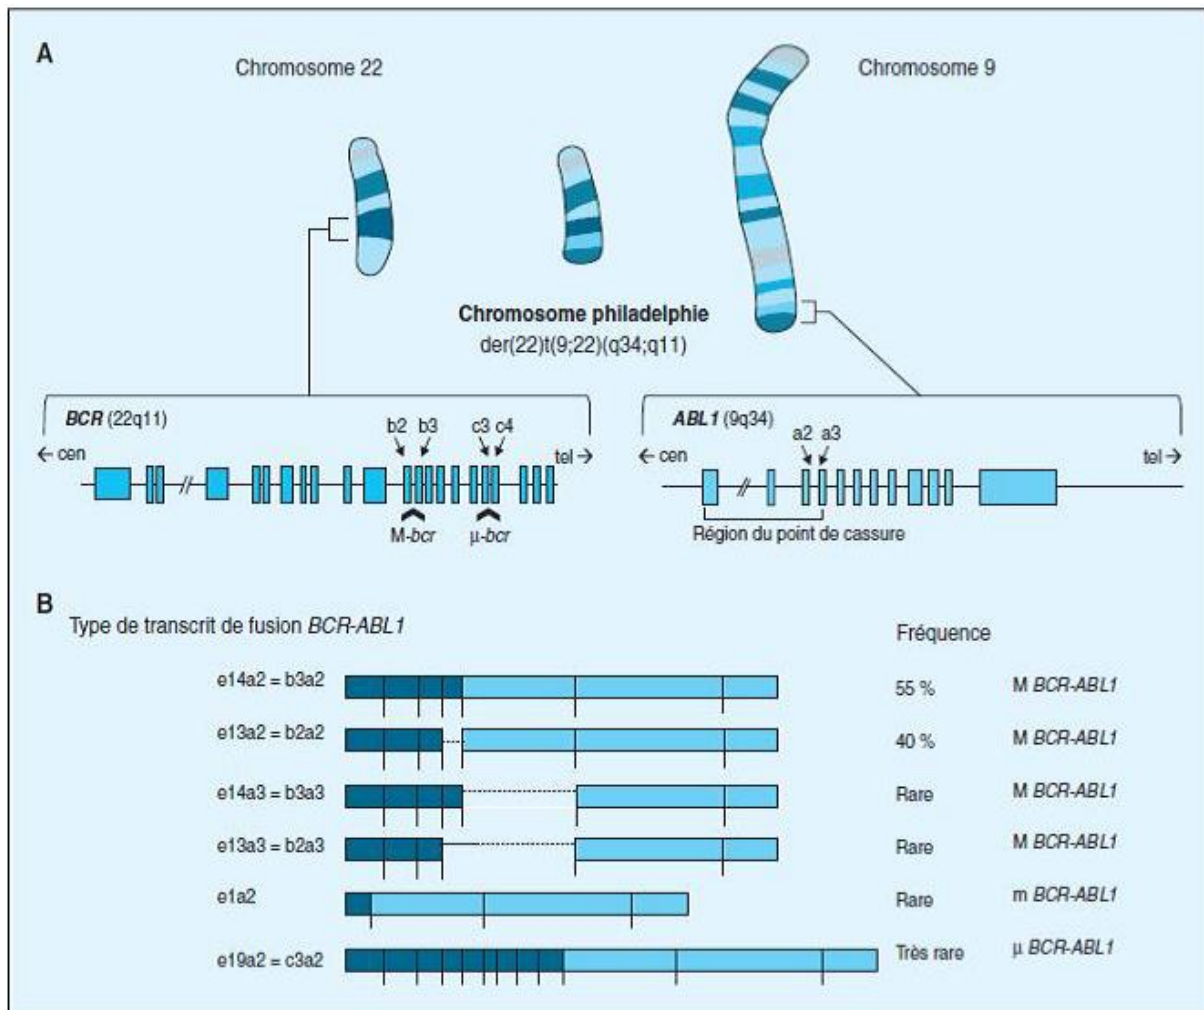 A
Chromosome 22
Chromosome 9
Chromosome philadelphie
der(22)t(9;22)(q34;q11)
BCR (22q11)
b2 b3 c3 c4
← cen
tel →
M-bcr
µ-bcr
ABL1 (9q34)
a2 a3
← cen
tel →
Région du point de cassure
B
Type de transcrit de fusion BCR-ABL1
Fréquence
e14a2 = b3a2 55 % M BCR-ABL1
e13a2 = b2a2 40 % M BCR-ABL1
e14a3 = b3a3 Rare M BCR-ABL1
e13a3 = b2a3 Rare M BCR-ABL1
e1a2 Rare m BCR-ABL1
e19a2 = c3a2 Très rare µ BCR-ABL1